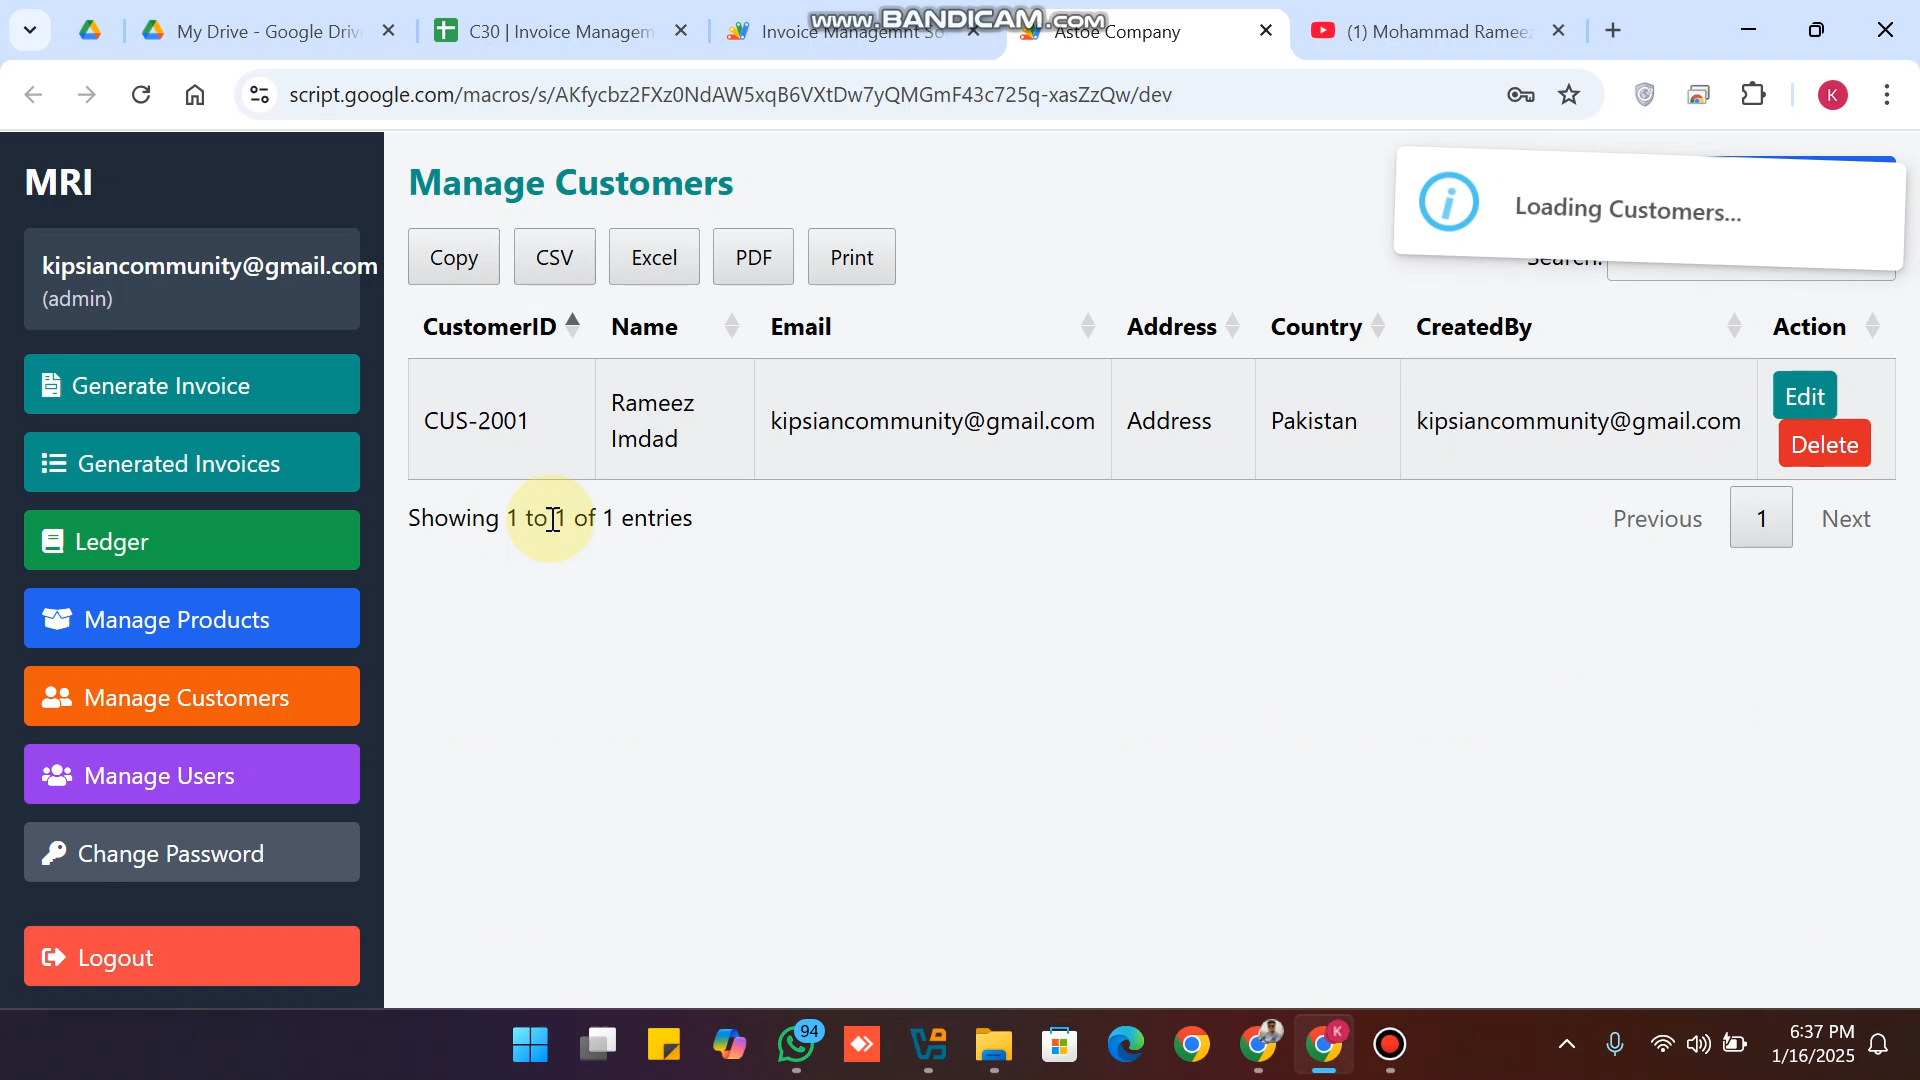 www.BANDICAM.com
My Drive - Google Driv
C30 | Invoice Managem
Invoice Managemnt So
Astoe Company
(1) Mohammad Rameez
script.google.com/macros/s/AKfycbz2FXz0NdAW5xqB6VXtDw7yQMGmF43c725q-xasZzQw/dev
K
MRI
kipsiancommunity@gmail.com
(admin)
Generate Invoice
Generated Invoices
Ledger
Manage Products
Manage Customers
Manage Users
Change Password
Logout
Manage Customers
Loading Customers...
Copy CSV Excel PDF Print
Search:
CustomerID Name Email Address Country CreatedBy Action
CUS-2001 Rameez Imdad kipsiancommunity@gmail.com Address Pakistan kipsiancommunity@gmail.com Edit Delete
Showing 1 to 1 of 1 entries
Previous 1 Next
94
K
6:37 PM
1/16/2025